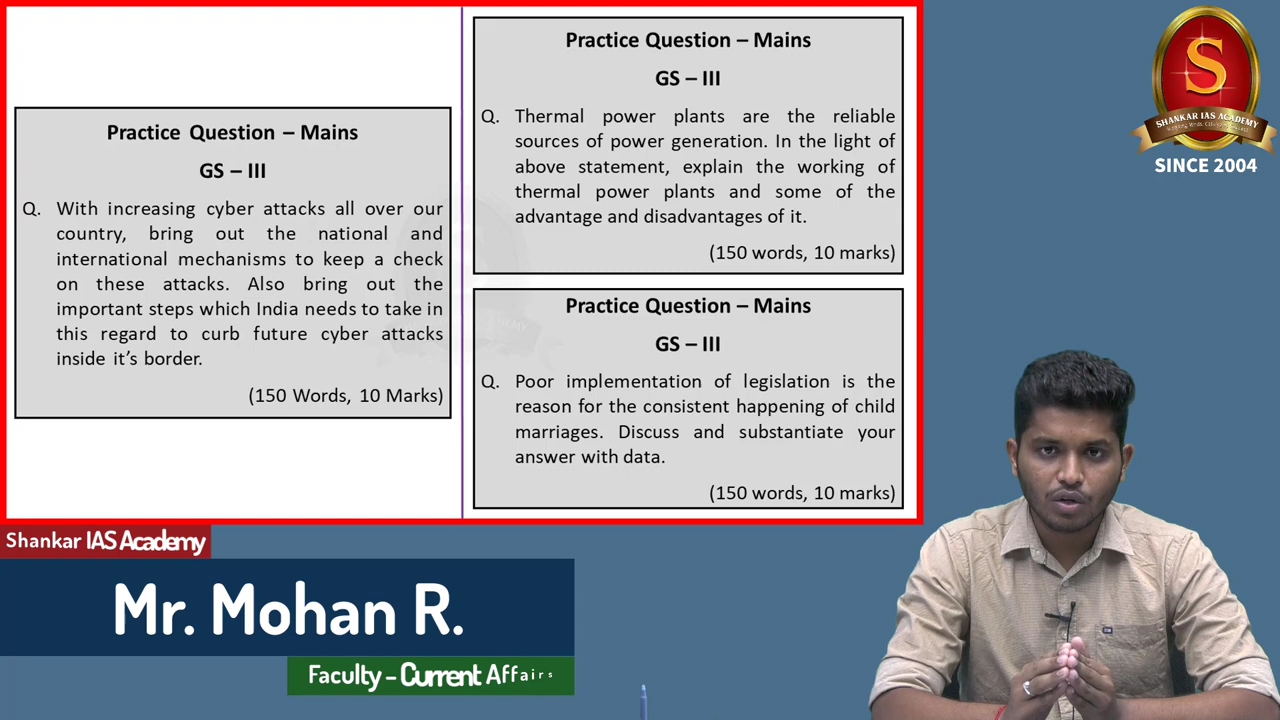 Practice Question – Mains
GS – III
Q. With increasing cyber attacks all over our
country, bring out the national and
international mechanisms to keep a check
on these attacks. Also bring out the
important steps which India needs to take in
this regard to curb future cyber attacks
inside it’s border.
(150 Words, 10 Marks)
Practice Question – Mains
GS – III
Q. Thermal power plants are the reliable
sources of power generation. In the light of
above statement, explain the working of
thermal power plants and some of the
advantage and disadvantages of it.
(150 words, 10 marks)
Practice Question – Mains
GS – III
Q. Poor implementation of legislation is the
reason for the consistent happening of child
marriages. Discuss and substantiate your
answer with data.
(150 words, 10 marks)
S
SHANKAR IAS ACADEMY
SINCE 2004
Shankar IAS Academy
Mr. Mohan R.
Faculty – Current Affairs